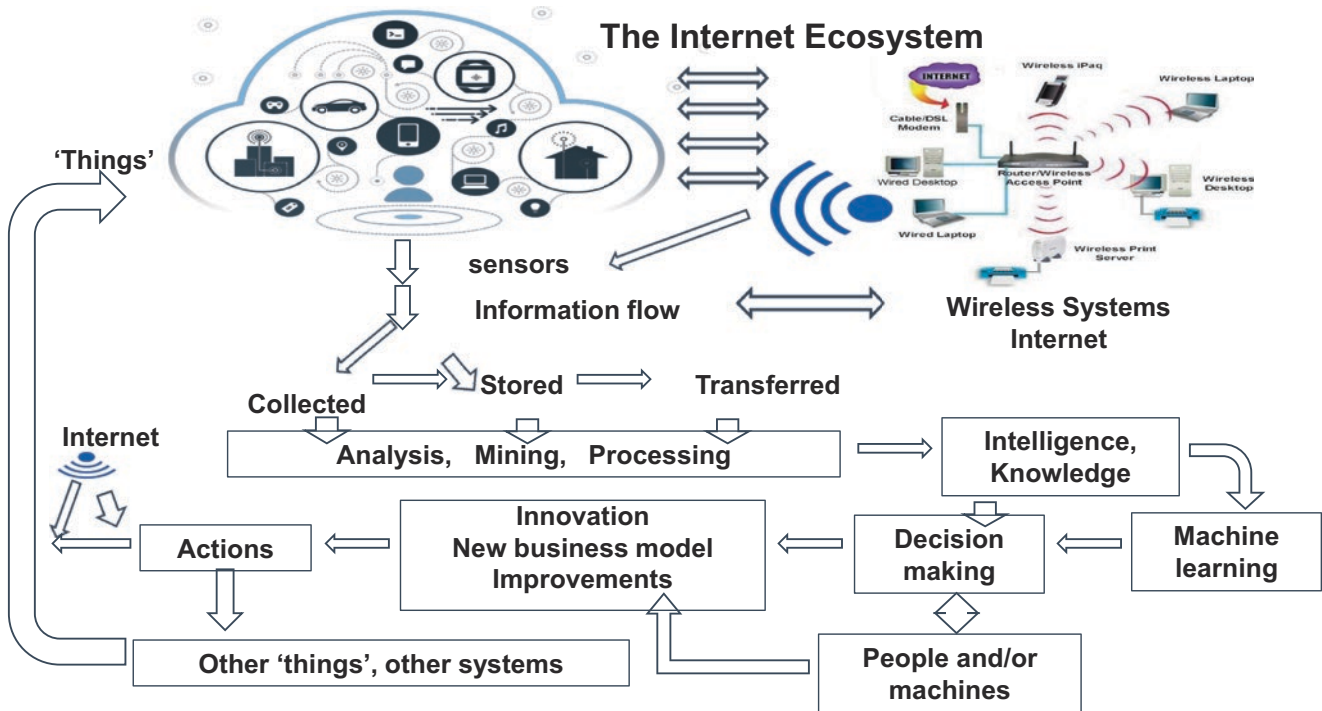 The Internet Ecosystem
Wireless iPaq
INTERNET
Wireless Laptop
Cable/DSL
Modem
'Things'
Wired Desktop
Router/Wireless
Access Point
Wireless
Desktop
Wired Laptop
Wireless Print
Server
sensors
Information flow
Wireless Systems
Internet
Collected
Stored
Transferred
Internet
Analysis, Mining, Processing
Intelligence,
Knowledge
Innovation
New business model
Improvements
Actions
Decision
making
Machine
learning
Other 'things', other systems
People and/or
machines